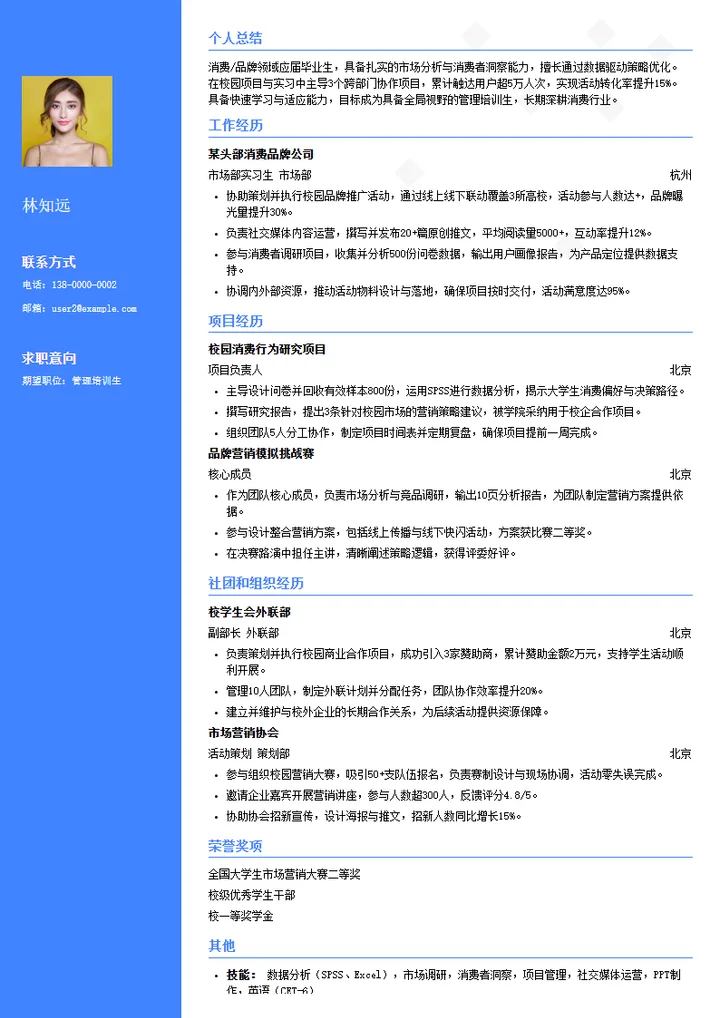 林知远
联系方式
电话：138-0000-0002
邮箱：user2@example.com
求职意向
期望职位：管理培训生
个人总结
消费/品牌领域应届毕业生，具备扎实的市场分析与消费者洞察能力，擅长通过数据驱动策略优化。
在校园项目与实习中主导3个跨部门协作项目，累计触达用户超5万人次，实现活动转化率提升15%。
具备快速学习与适应能力，目标成为具备全局视野的管理培训生，长期深耕消费行业。
工作经历
某头部消费品牌公司
市场部实习生 市场部 杭州
• 协助策划并执行校园品牌推广活动，通过线上线下联动覆盖3所高校，活动参与人数达+，品牌曝
光量提升30%。
• 负责社交媒体内容运营，撰写并发布20+篇原创推文，平均阅读量5000+，互动率提升12%。
• 参与消费者调研项目，收集并分析500份问卷数据，输出用户画像报告，为产品定位提供数据支
持。
• 协调内外部资源，推动活动物料设计与落地，确保项目按时交付，活动满意度达95%。
项目经历
校园消费行为研究项目
项目负责人 北京
• 主导设计问卷并回收有效样本800份，运用SPSS进行数据分析，揭示大学生消费偏好与决策路径。
• 撰写研究报告，提出3条针对校园市场的营销策略建议，被学院采纳用于校企合作项目。
• 组织团队5人分工协作，制定项目时间表并定期复盘，确保项目提前一周完成。
品牌营销模拟挑战赛
核心成员 北京
• 作为团队核心成员，负责市场分析与竞品调研，输出10页分析报告，为团队制定营销方案提供依
据。
• 参与设计整合营销方案，包括线上传播与线下快闪活动，方案获比赛二等奖。
• 在决赛路演中担任主讲，清晰阐述策略逻辑，获得评委好评。
社团和组织经历
校学生会外联部
副部长 外联部 北京
• 负责策划并执行校园商业合作项目，成功引入3家赞助商，累计赞助金额2万元，支持学生活动顺
利开展。
• 管理10人团队，制定外联计划并分配任务，团队协作效率提升20%。
• 建立并维护与校外企业的长期合作关系，为后续活动提供资源保障。
市场营销协会
活动策划 策划部 北京
• 参与组织校园营销大赛，吸引50+支队伍报名，负责赛制设计与现场协调，活动零失误完成。
• 邀请企业嘉宾开展营销讲座，参与人数超300人，反馈评分4.8/5。
• 协助协会招新宣传，设计海报与推文，招新人数同比增长15%。
荣誉奖项
全国大学生市场营销大赛二等奖
校级优秀学生干部
校一等奖学金
其他
• 技能： 数据分析（SPSS、Excel），市场调研，消费者洞察，项目管理，社交媒体运营，PPT制
作，英语（CET-6）